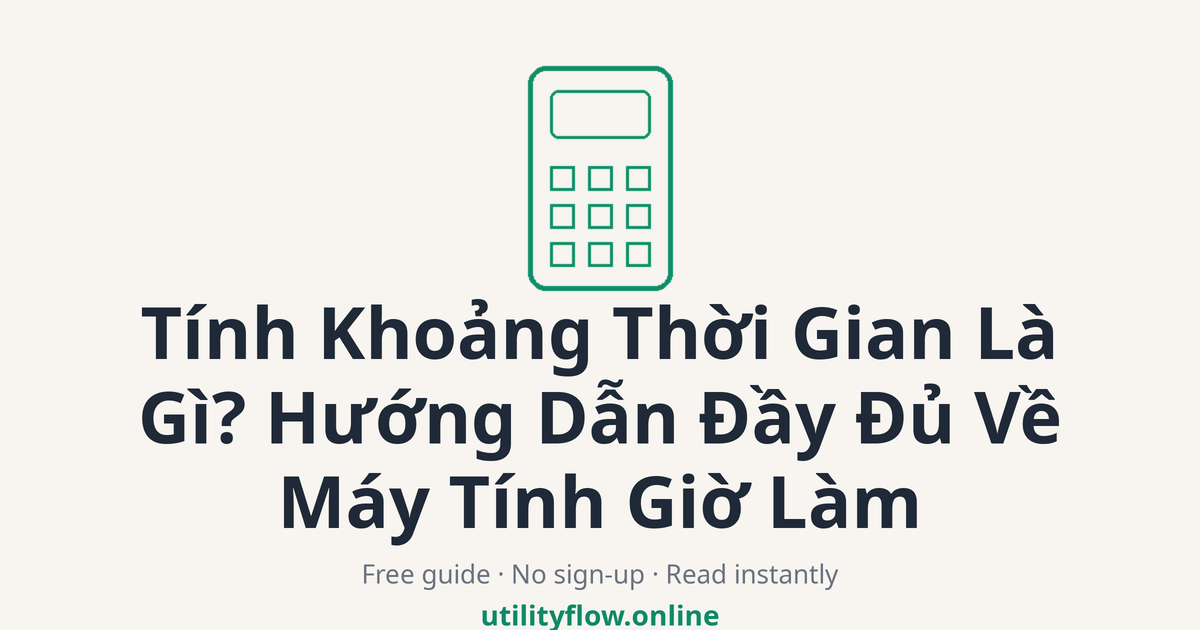 Tính Khoảng Thời Gian Là
Gì? Hướng Dẫn Đầy Đủ Về
Máy Tính Giờ Làm
Free guide · No sign-up · Read instantly
utilityflow.online